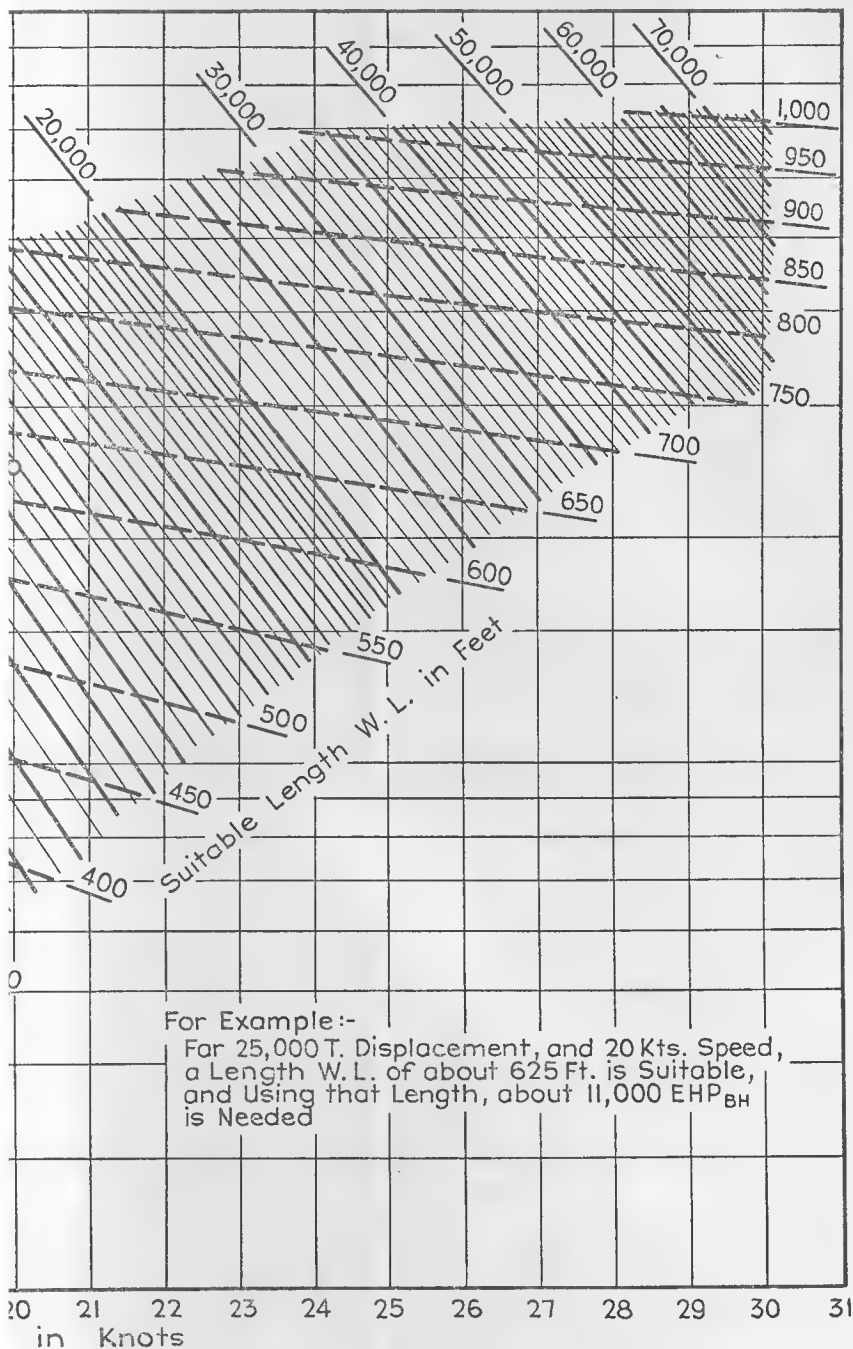 20,000
30,000
40,000
50,000
60,000
70,000
1,000
950
900
850
800
750
700
650
600
550
500
450
400
Suitable Length W. L. in Feet
0
For Example:-
For 25,000 T. Displacement, and 20 Kts. Speed,
a Length W. L. of about 625 Ft. is Suitable,
and Using that Length, about 11,000 EHP BH
is Needed
20 21 22 23 24 25 26 27 28 29 30 31
in Knots